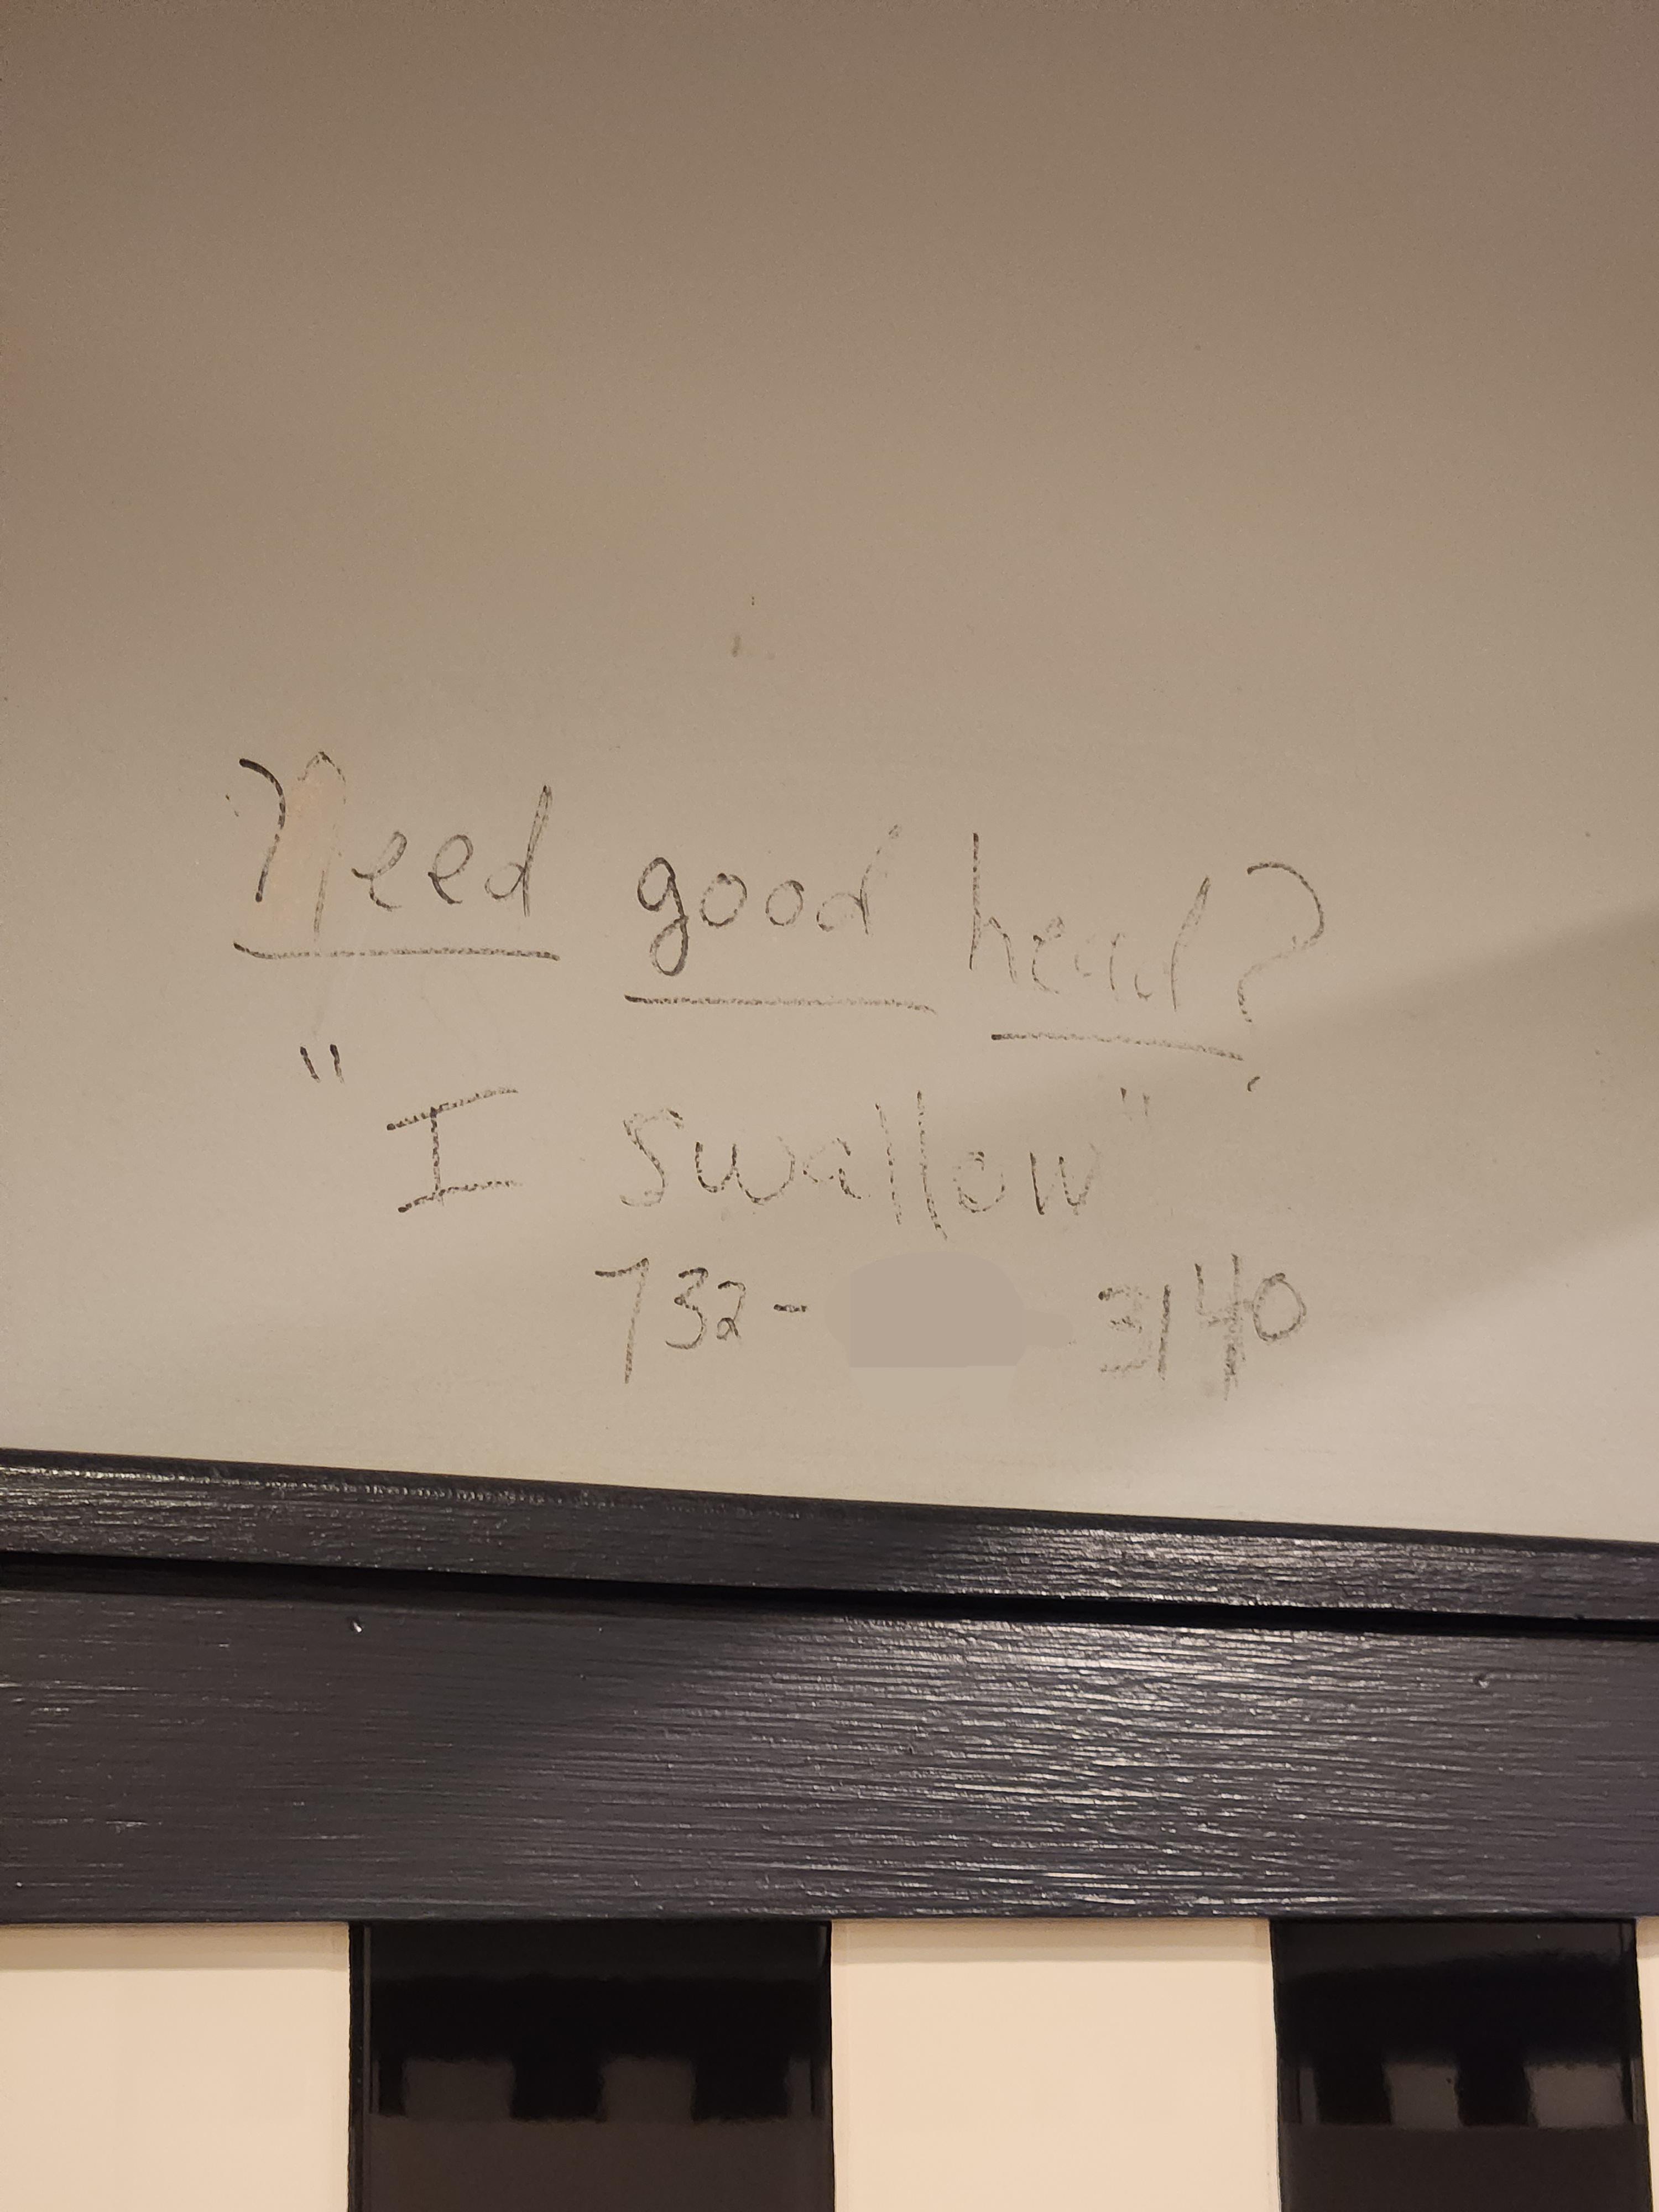 Need good head?
"I Swallow"
732- 3140